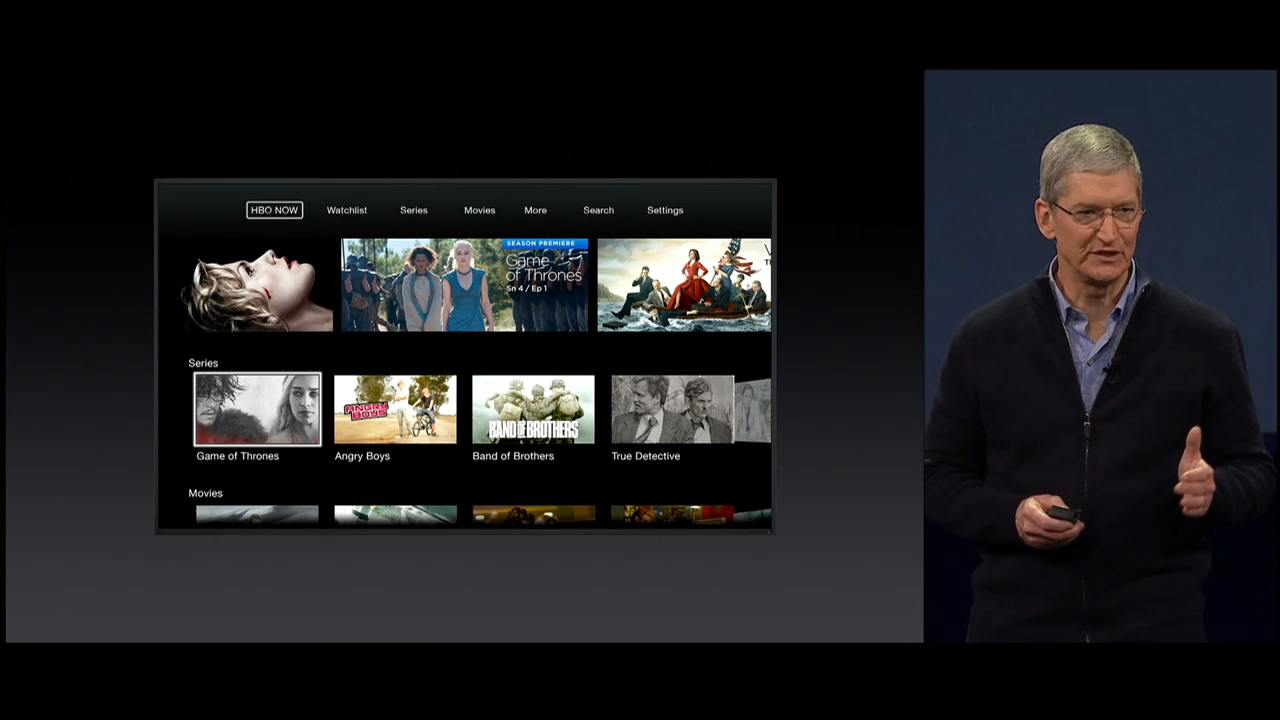 HBO NOW Watchlist Series Movies More Search Settings
SEASON PREMIERE
Game
of Thrones
Sn 4 / Ep 1
Series
ANGRY
BOYS
BAND OF BROTHERS
Game of Thrones Angry Boys Band of Brothers True Detective
Movies